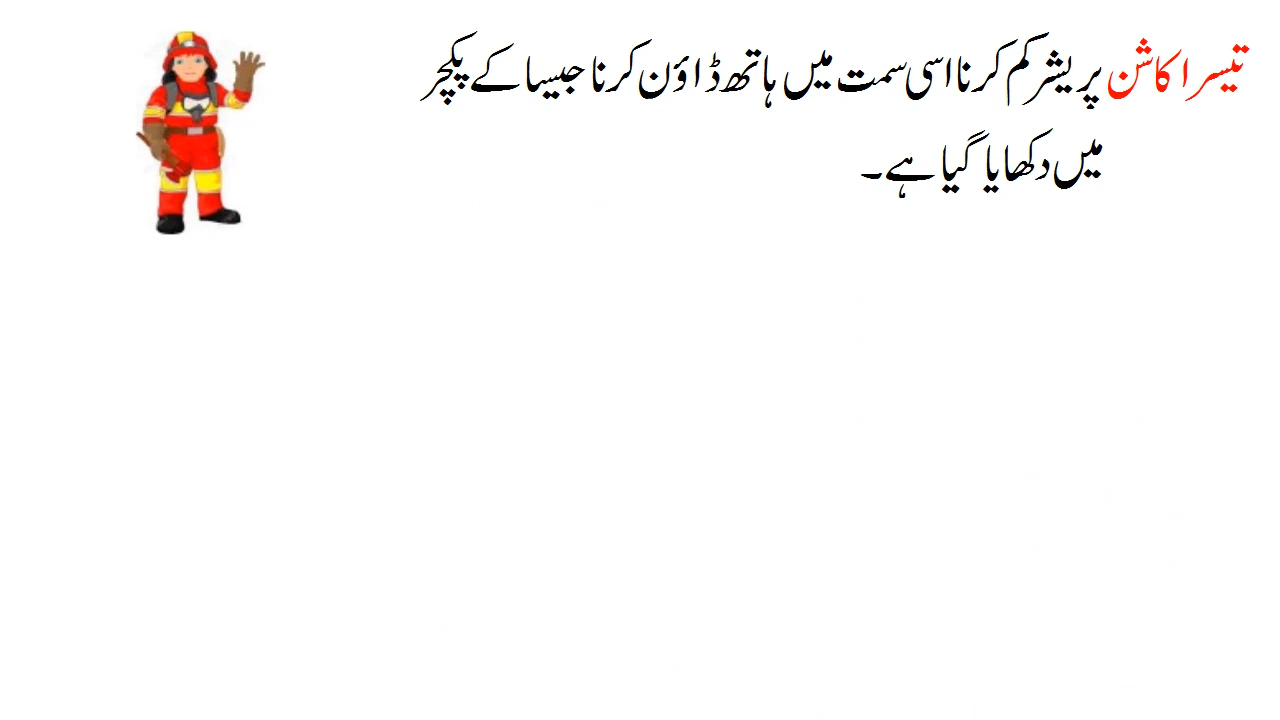 تیسرا کاشن پریشر کم کرنا اسی سمت میں ہاتھ ڈاؤن کرنا جیسا کے پکچر
میں دکھایا گیا ہے۔